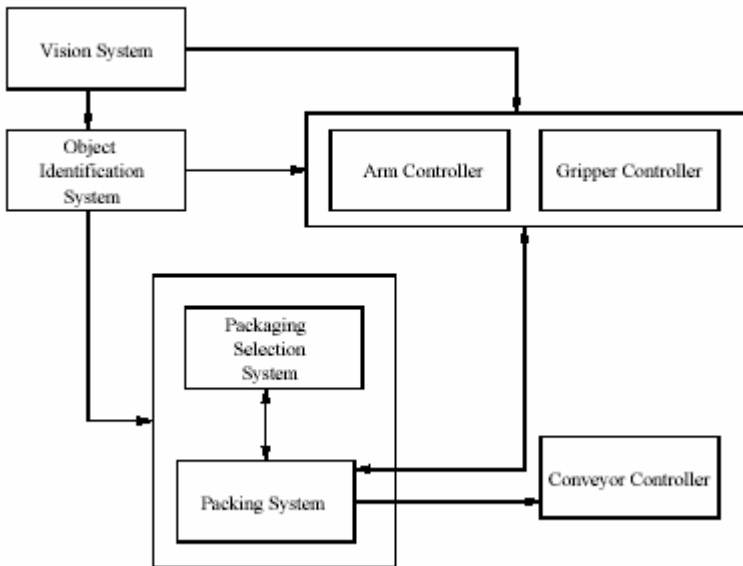 Vision System
Object
Identification
System
Arm Controller
Gripper Controller
Packaging
Selection
System
Packing System
Conveyor Controller